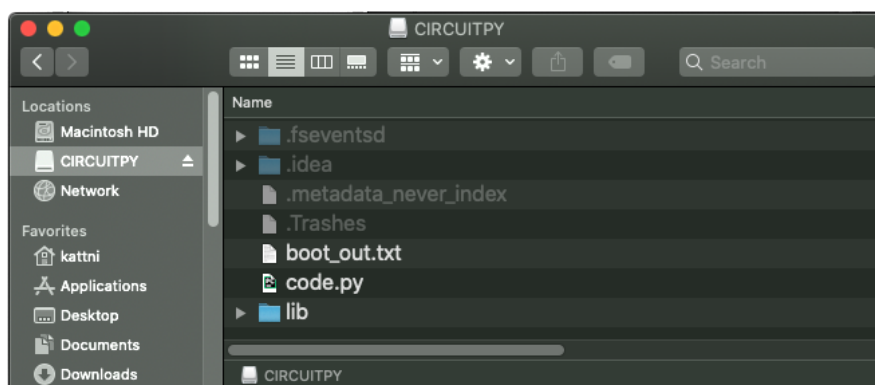 CIRCUITPY
Search
Locations
Macintosh HD
CIRCUITPY
Network
Favorites
kattni
Applications
Desktop
Documents
Downloads
Name
.fseventsd
.idea
.metadata_never_index
.Trashes
boot_out.txt
code.py
lib
CIRCUITPY